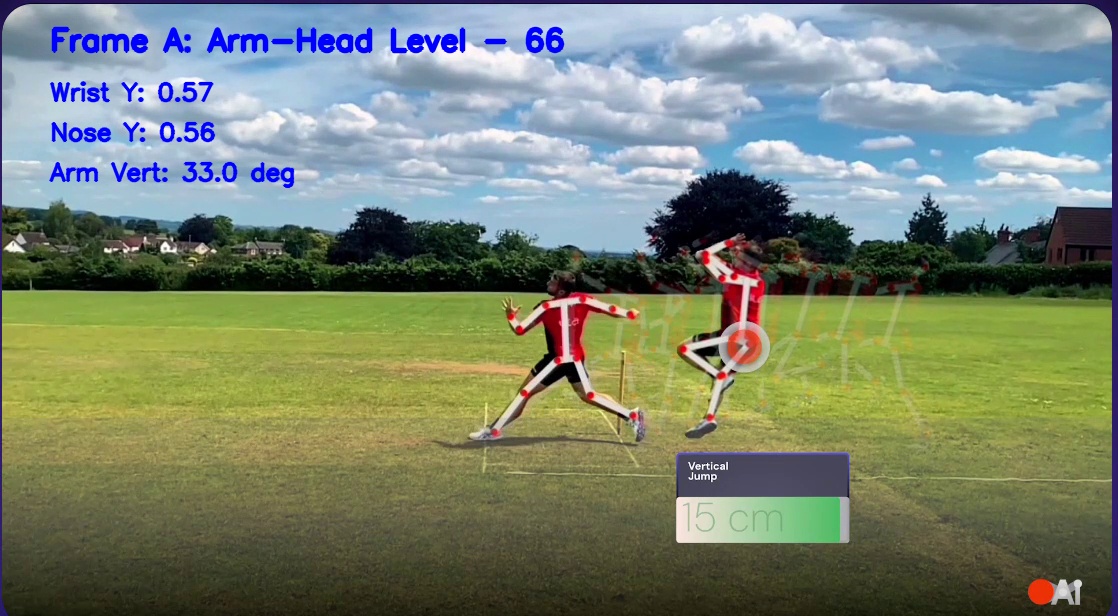 Frame A: Arm-Head Level - 66
Wrist Y: 0.57
Nose Y: 0.56
Arm Vert: 33.0 deg
Vertical
Jump
15 cm
Ai